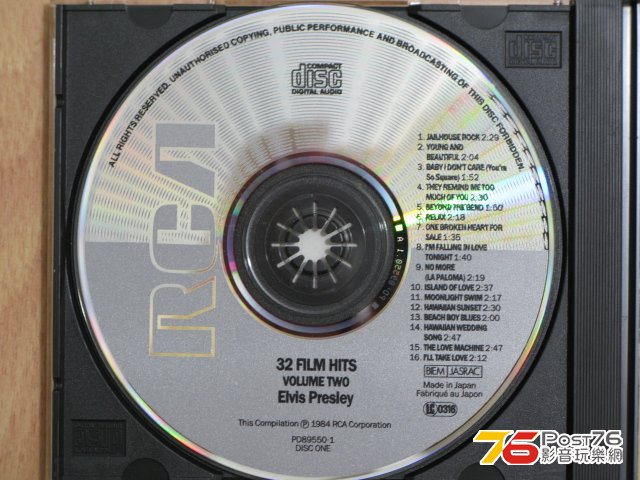 ALL RIGHTS RESERVED. UNAUTHORISED COPYING, PUBLIC PERFORMANCE AND BROADCASTING OF THIS DISC FORBIDDEN.
COMPACT
disc
DIGITAL AUDIO
RCA
1. JAILHOUSE ROCK 2:29
2. YOUNG AND
BEAUTIFUL 2:04
3. BABY I DON'T CARE (You're
So Square) 1:52
4. THEY REMIND ME TOO
MUCH OF YOU 2:30
5. BEYOND THE BEND 1:50
6. RELAX 2:18
7. ONE BROKEN HEART FOR
SALE 1:35
8. I'M FALLING IN LOVE
TONIGHT 1:40
9. NO MORE
(LA PALOMA) 2:19
10. ISLAND OF LOVE 2:37
11. MOONLIGHT SWIM 2:17
12. HAWAIIAN SUNSET 2:30
13. BEACH BOY BLUES 2:00
14. HAWAIIAN WEDDING
SONG 2:47
15. THE LOVE MACHINE 2:47
16. I'LL TAKE LOVE 2:12
BIEM JASRAC
Made in Japan
Fabriqué au Japon
LC 0316
32 FILM HITS
VOLUME TWO
Elvis Presley
This Compilation Ⓟ 1984 RCA Corporation
PD89550-1
DISC ONE
76 Post76
影音玩樂網